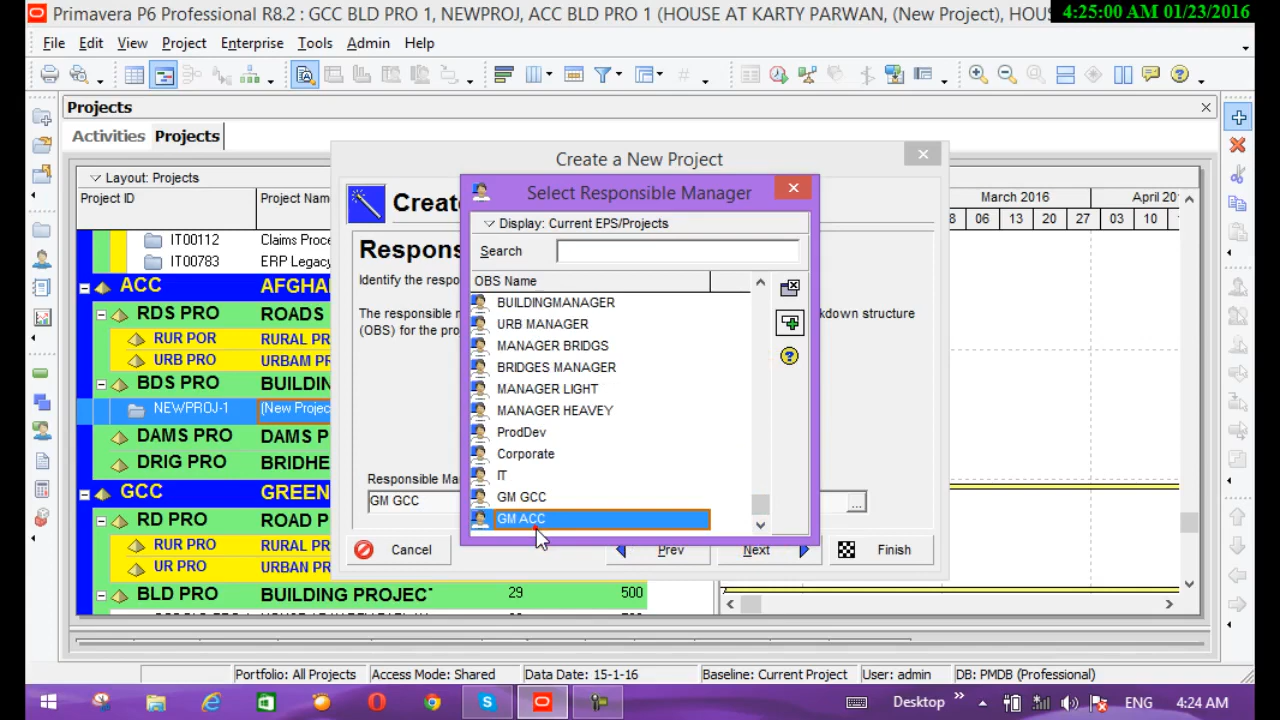 Primavera P6 Professional R8.2 : GCC BLD PRO 1, NEWPROJ, ACC BLD PRO 1 (HOUSE AT KARTY PARWAN, (New Project), HOUS
4:25:00 AM 01/23/2016
File Edit View Project Enterprise Tools Admin Help
Projects
Activities Projects
Layout: Projects
Project ID
Project Nam
March 2016
April 201
06 13 20 27 03 10
IT00112 Claims Proce
IT00783 ERP Legacy
ACC AFGHA
RDS PRO ROADS
RUR POR RURAL PR
URB PRO URBAM PR
BDS PRO BUILDIN
NEWPROJ-1 (New Projec
DAMS PRO DAMS P
DRIG PRO BRIDHE
GCC GREEN
RD PRO ROAD P
RUR PRO RURAL PR
UR PRO URBAN PR
BLD PRO BUILDING PROJEC 29 500
Create a New Project
Creat
Respons
Identify the respo
The responsible m
kdown structure
(OBS) for the pro
Responsible Ma
GM GCC
...
Cancel
Prev
Next
Finish
Select Responsible Manager
Display: Current EPS/Projects
Search
OBS Name
BUILDINGMANAGER
URB MANAGER
MANAGER BRIDGS
BRIDGES MANAGER
MANAGER LIGHT
MANAGER HEAVEY
ProdDev
Corporate
IT
GM GCC
GM ACC
Portfolio: All Projects
Access Mode: Shared
Data Date: 15-1-16
Baseline: Current Project
User: admin
DB: PMDB (Professional)
Desktop
ENG
4:24 AM